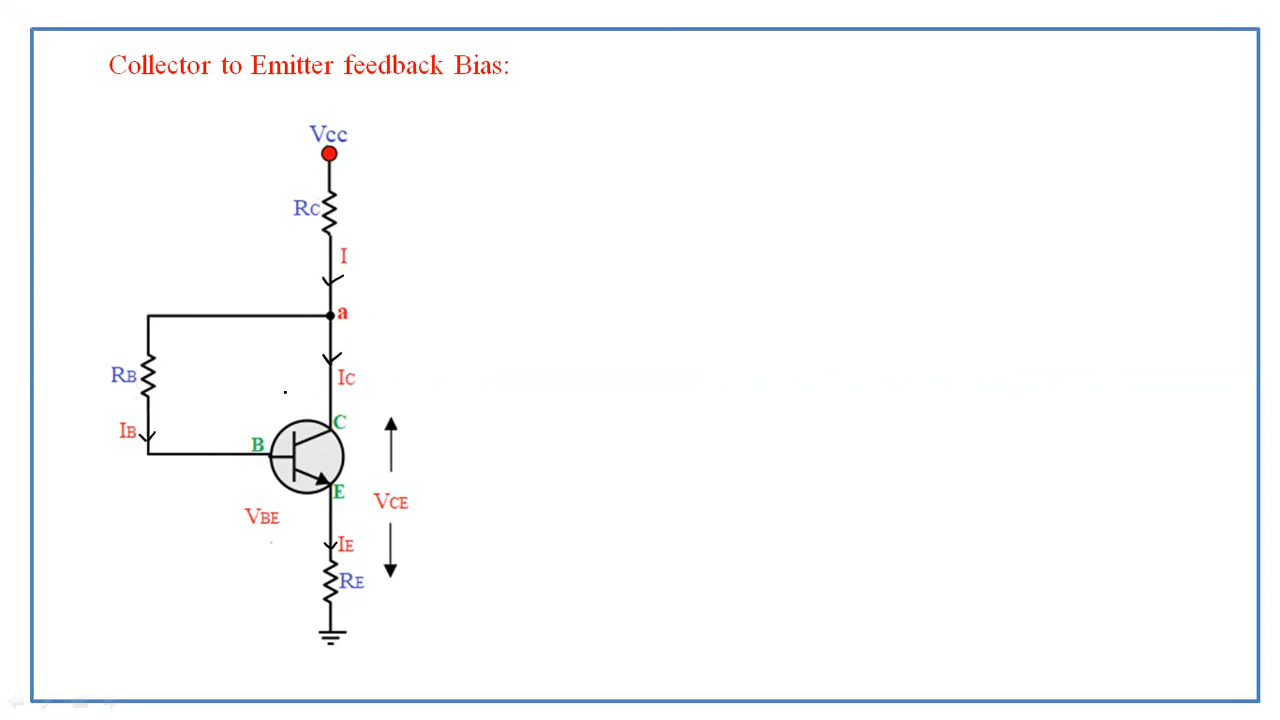 Collector to Emitter feedback Bias:
Vcc
RC
I
a
RB
IC
IB
C
B
E
VCE
VBE
IE
RE